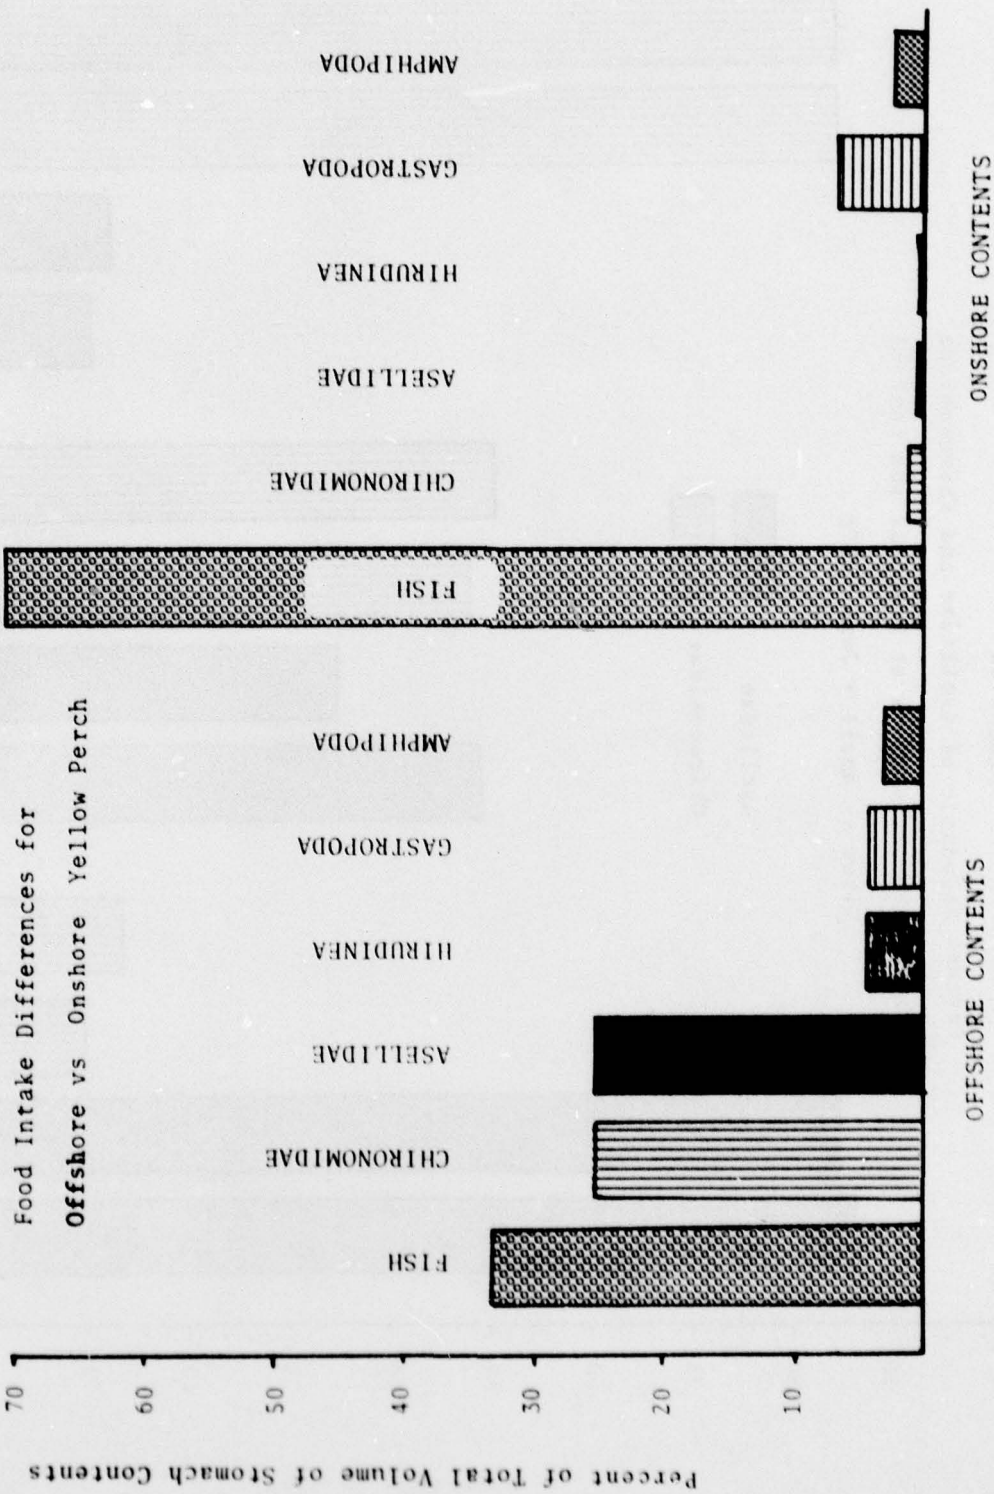 Food Intake Differences for
Offshore vs Onshore Yellow Perch
Percent of Total Volume of Stomach Contents
70
60
50
40
30
20
10
FISH
CHIRONOMIDAE
ASELLIDAE
HIRUDINEA
GASTROPODA
AMPHIPODA
FISH
CHIRONOMIDAE
ASELLIDAE
HIRUDINEA
GASTROPODA
AMPHIPODA
OFFSHORE CONTENTS
ONSHORE CONTENTS